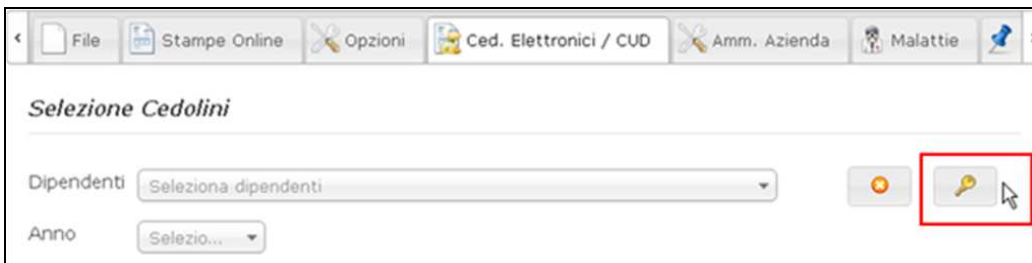 File Stampe Online Opzioni Ced. Elettronici / CUD Amm. Azienda Malattie
Selezione Cedolini
Dipendenti Seleziona dipendenti
Anno Selezio...